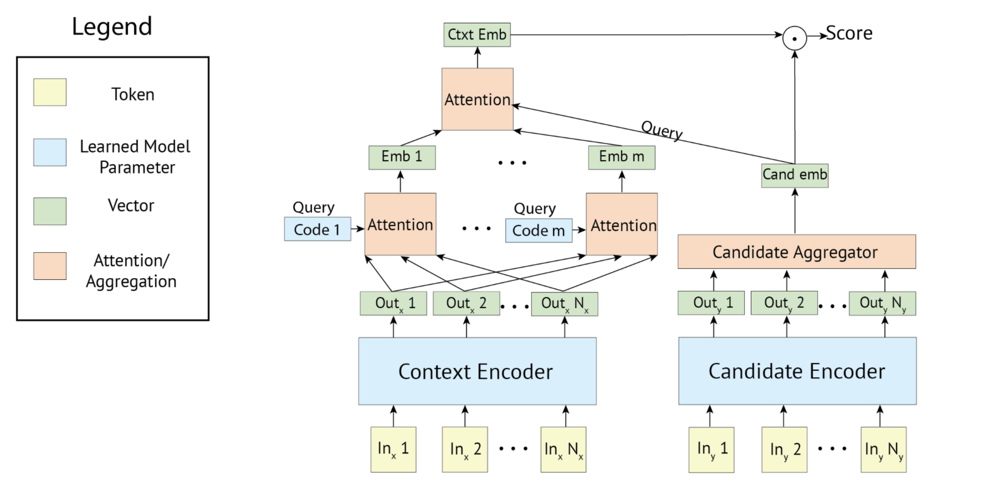 Legend
Token
Learned Model
Parameter
Vector
Attention/
Aggregation
Ctxt Emb
Score
Attention
Query
Emb 1
. . .
Emb m
Cand emb
Query
Code 1
Attention
. . .
Query
Code m
Attention
Candidate Aggregator
Outx 1
Outx 2
. . .
Outx Nx
Outy 1
Outy 2
. . .
Outy Ny
Context Encoder
Candidate Encoder
Inx 1
Inx 2
. . .
Inx Nx
Iny 1
Iny 2
. . .
Iny Ny